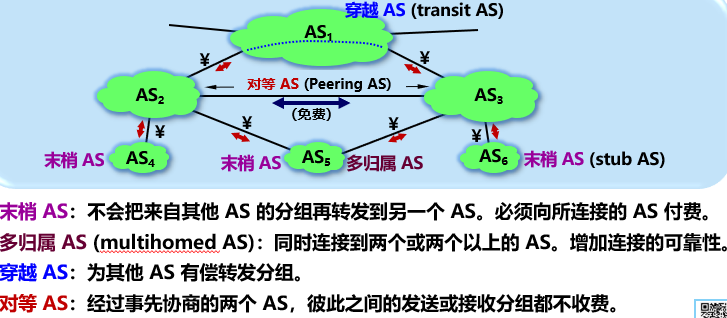 穿越 AS (transit AS)
AS1
¥
¥
对等 AS (Peering AS)
AS2
AS3
(免费)
¥
¥
¥
¥
末梢 AS
AS4
末梢 AS
AS5
多归属 AS
AS6
末梢 AS (stub AS)
末梢 AS：不会把来自其他 AS 的分组再转发到另一个 AS。必须向所连接的 AS 付费。
多归属 AS (multihomed AS)：同时连接到两个或两个以上的 AS。增加连接的可靠性。
穿越 AS：为其他 AS 有偿转发分组。
对等 AS：经过事先协商的两个 AS，彼此之间的发送或接收分组都不收费。